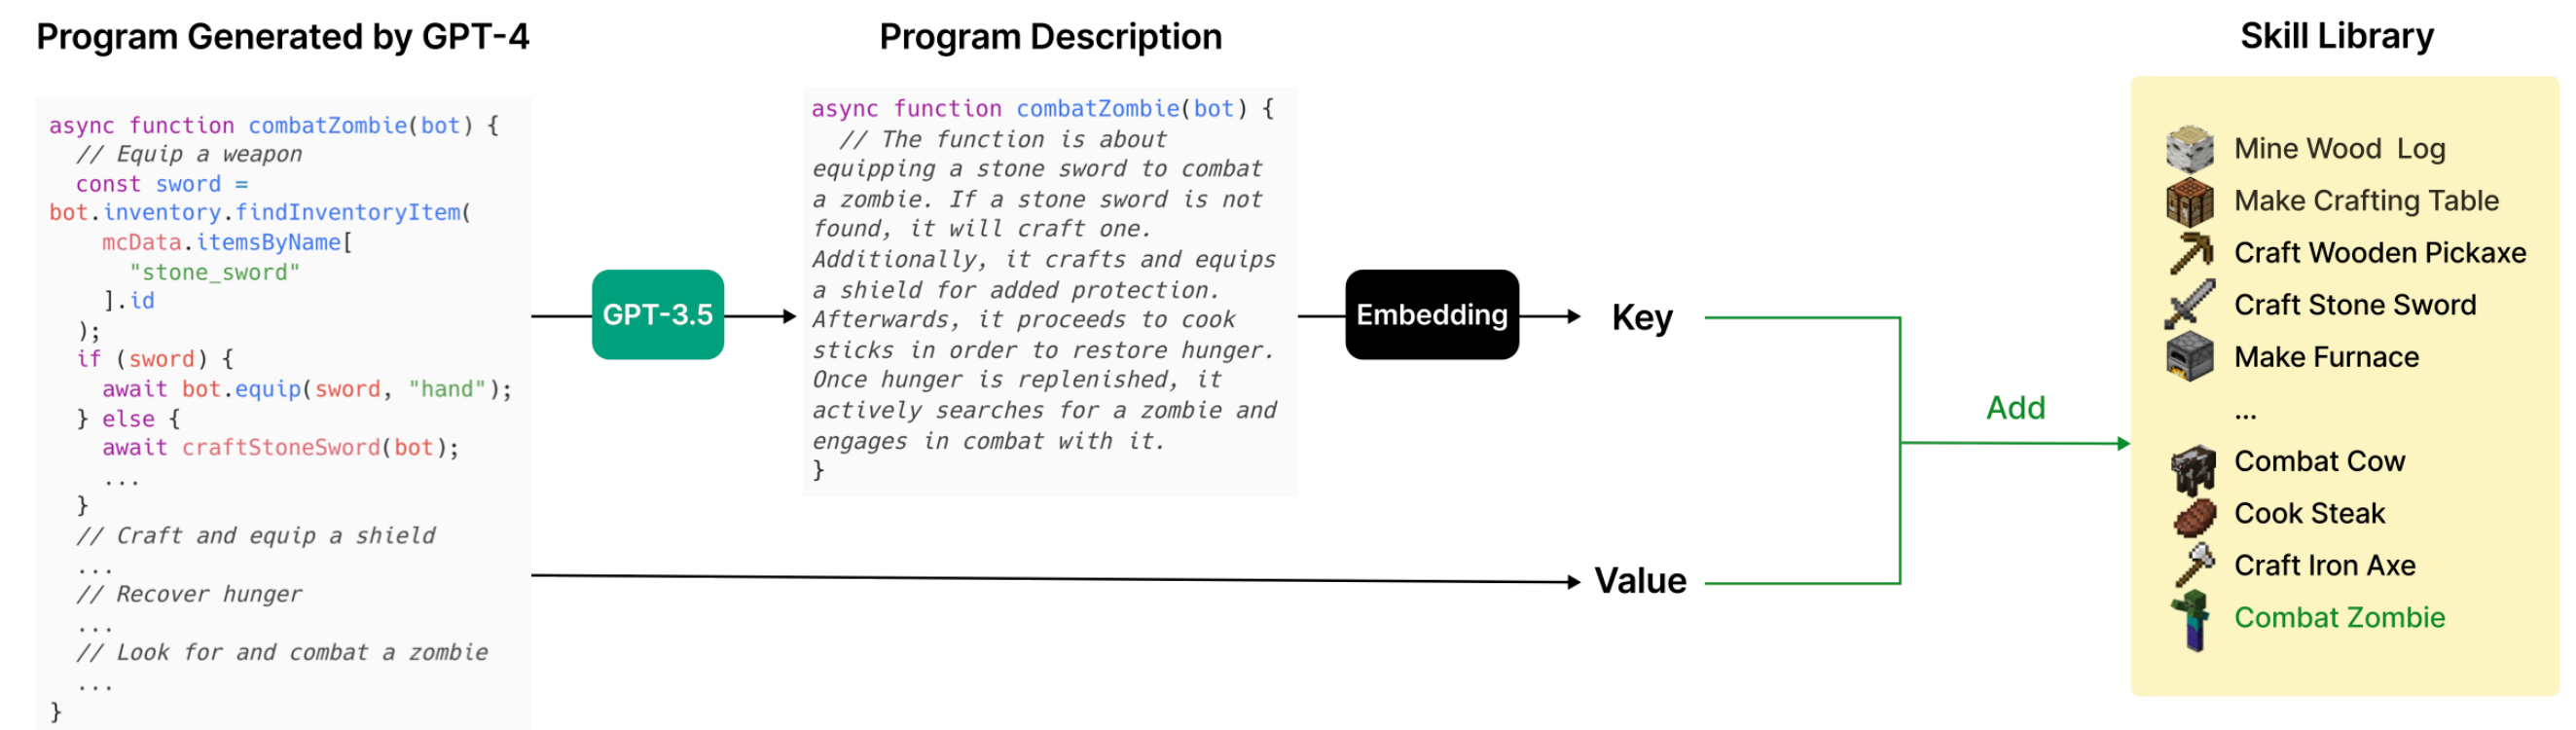 Program Generated by GPT-4
async function combatZombie(bot) {
// Equip a weapon
const sword =
bot.inventory.findInventoryItem(
mcData.itemsByName[
"stone_sword"
].id
);
if (sword) {
await bot.equip(sword, "hand");
} else {
await craftStoneSword(bot);
...
}
// Craft and equip a shield
...
// Recover hunger
...
// Look for and combat a zombie
...
}
GPT-3.5
Program Description
async function combatZombie(bot) {
// The function is about
equipping a stone sword to combat
a zombie. If a stone sword is not
found, it will craft one.
Additionally, it crafts and equips
a shield for added protection.
Afterwards, it proceeds to cook
sticks in order to restore hunger.
Once hunger is replenished, it
actively searches for a zombie and
engages in combat with it.
}
Embedding
Key
Value
Add
Skill Library
Mine Wood Log
Make Crafting Table
Craft Wooden Pickaxe
Craft Stone Sword
Make Furnace
...
Combat Cow
Cook Steak
Craft Iron Axe
Combat Zombie